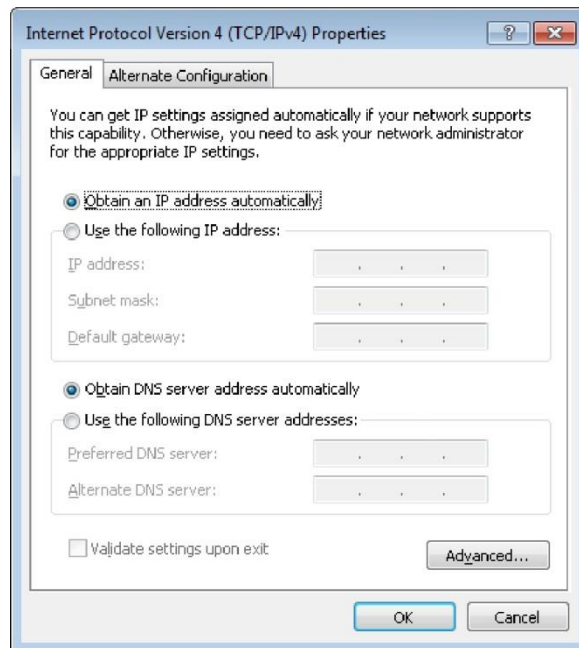 Internet Protocol Version 4 (TCP/IPv4) Properties
General
Alternate Configuration
You can get IP settings assigned automatically if your network supports
this capability. Otherwise, you need to ask your network administrator
for the appropriate IP settings.
Obtain an IP address automatically
Use the following IP address:
IP address:
Subnet mask:
Default gateway:
Obtain DNS server address automatically
Use the following DNS server addresses:
Preferred DNS server:
Alternate DNS server:
Validate settings upon exit
Advanced...
OK
Cancel